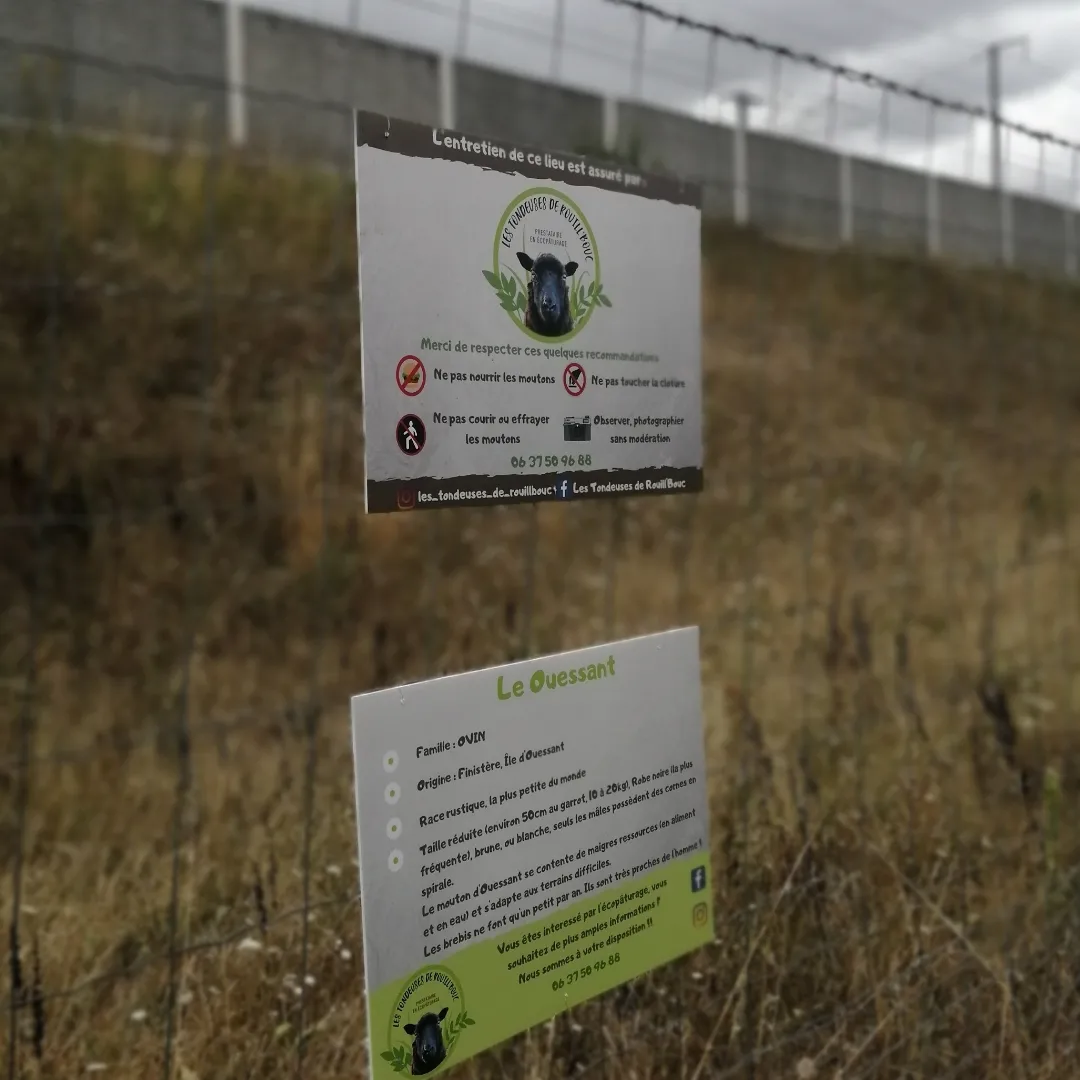 L'entretien de ce lieu est assuré par
LES TONDEUSES DE ROUILL'BOUC
PRESTATAIRE
EN ÉCOPÂTURAGE
Merci de respecter ces quelques recommandations
Ne pas nourrir les moutons
Ne pas toucher la clôture
Ne pas courir ou effrayer
les moutons
Observer, photographier
sans modération
06 37 50 96 88
les_tondeuses_de_rouillbouc
Les Tondeuses de Rouill'Bouc
Le Ouessant
Famille : OVIN
Origine : Finistère, Île d'Ouessant
Race rustique, la plus petite du monde
Taille réduite (environ 50cm au garrot, 10 à 20kg), Robe noire (la plus
fréquente), brune, ou blanche, seuls les mâles possèdent des cornes en
spirale.
Le mouton d'Ouessant se contente de maigres ressources (en aliment
et en eau) et s'adapte aux terrains difficiles.
Les brebis ne font qu'un petit par an. Ils sont très proches de l'homme !
Vous êtes interessé par l'écopâturage, vous
souhaitez de plus amples informations ?
Nous sommes à votre disposition !!
06 37 50 96 88
LES TONDEUSES DE ROUILL'BOUC